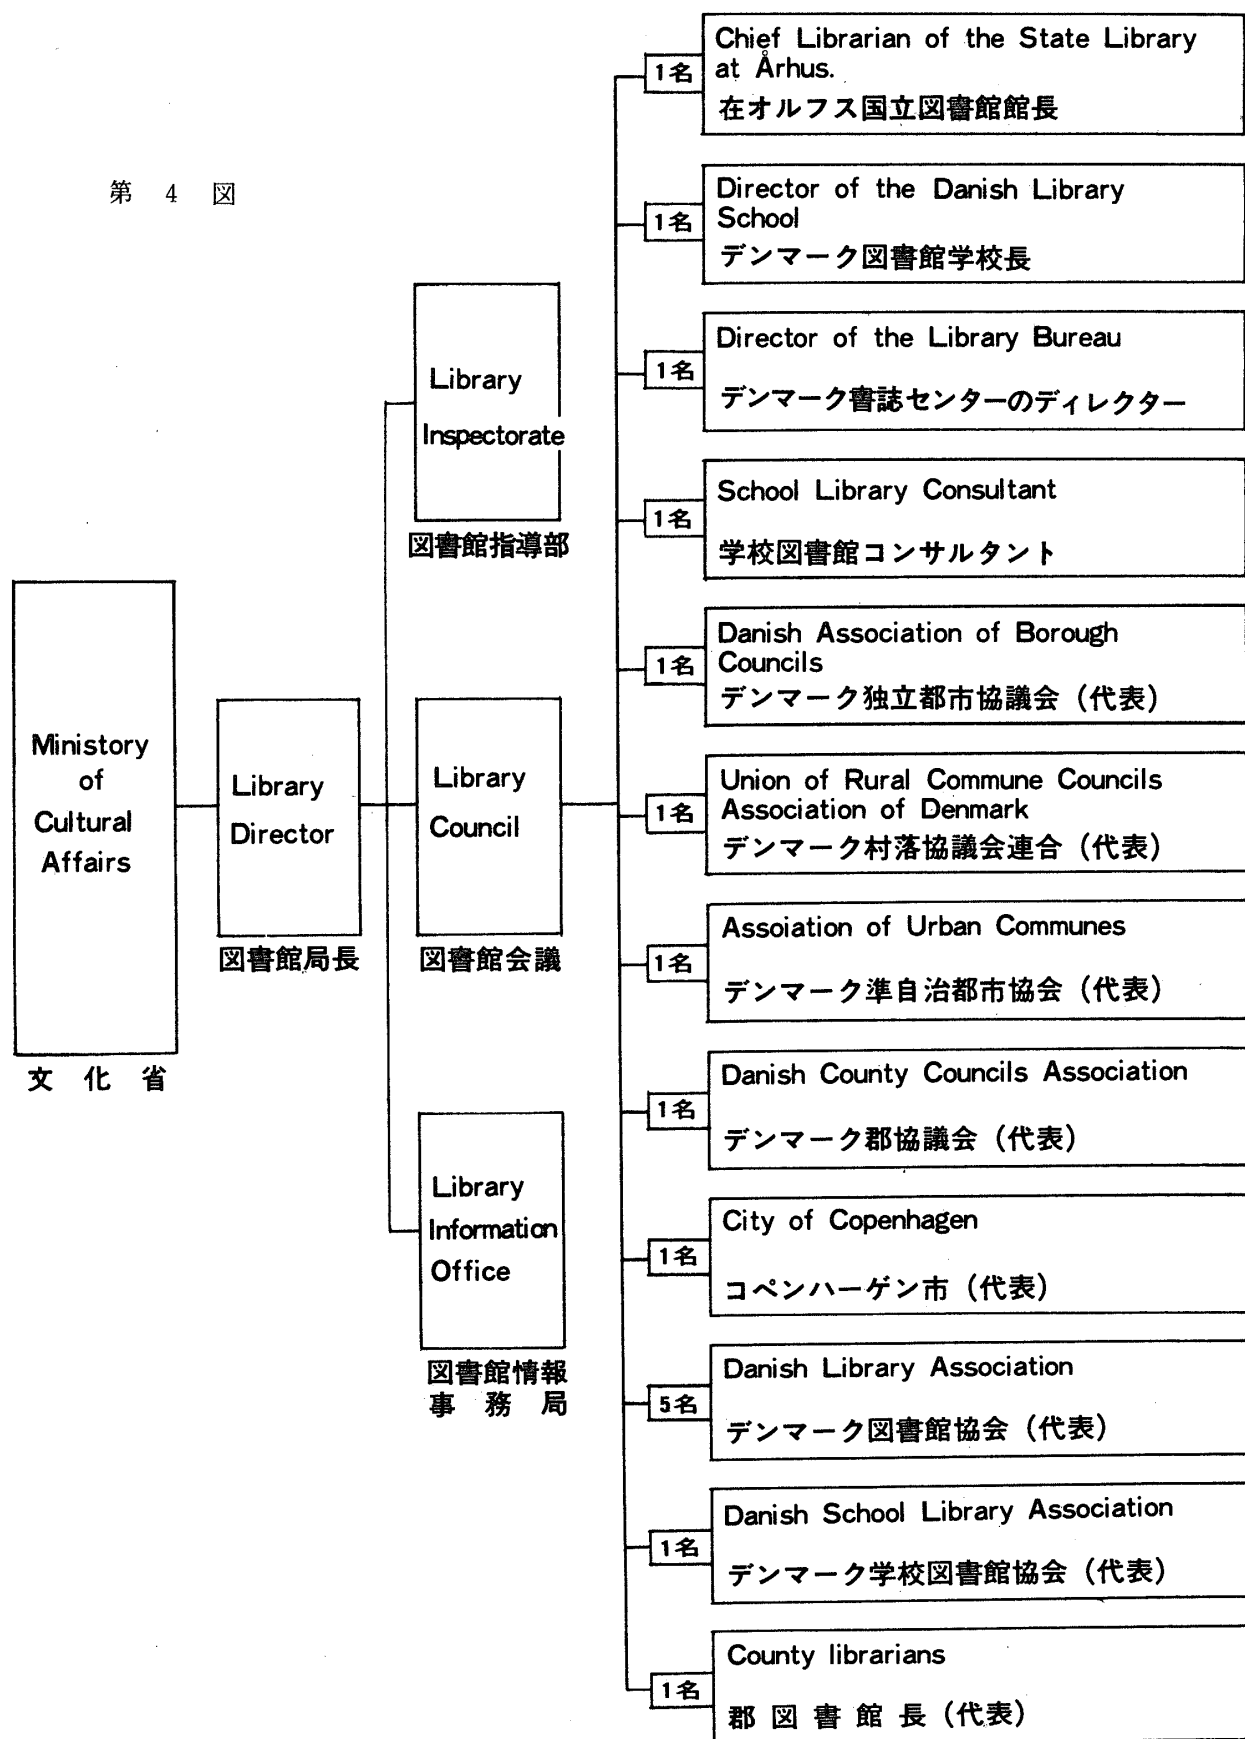 第 4 図
Ministory
of
Cultural
Affairs
文 化 省
Library
Director
図書館局長
Library
Inspectorate
図書館指導部
Library
Council
図書館会議
Library
Information
Office
図書館情報
事 務 局
1名
Chief Librarian of the State Library
at Århus.
在オルフス国立図書館館長
1名
Director of the Danish Library
School
デンマーク図書館学校長
1名
Director of the Library Bureau
デンマーク書誌センターのディレクター
1名
School Library Consultant
学校図書館コンサルタント
1名
Danish Association of Borough
Councils
デンマーク独立都市協議会（代表）
1名
Union of Rural Commune Councils
Association of Denmark
デンマーク村落協議会連合（代表）
1名
Assoiation of Urban Communes
デンマーク準自治都市協会（代表）
1名
Danish County Councils Association
デンマーク郡協議会（代表）
1名
City of Copenhagen
コペンハーゲン市（代表）
5名
Danish Library Association
デンマーク図書館協会（代表）
1名
Danish School Library Association
デンマーク学校図書館協会（代表）
1名
County librarians
郡 図 書 館 長（代表）